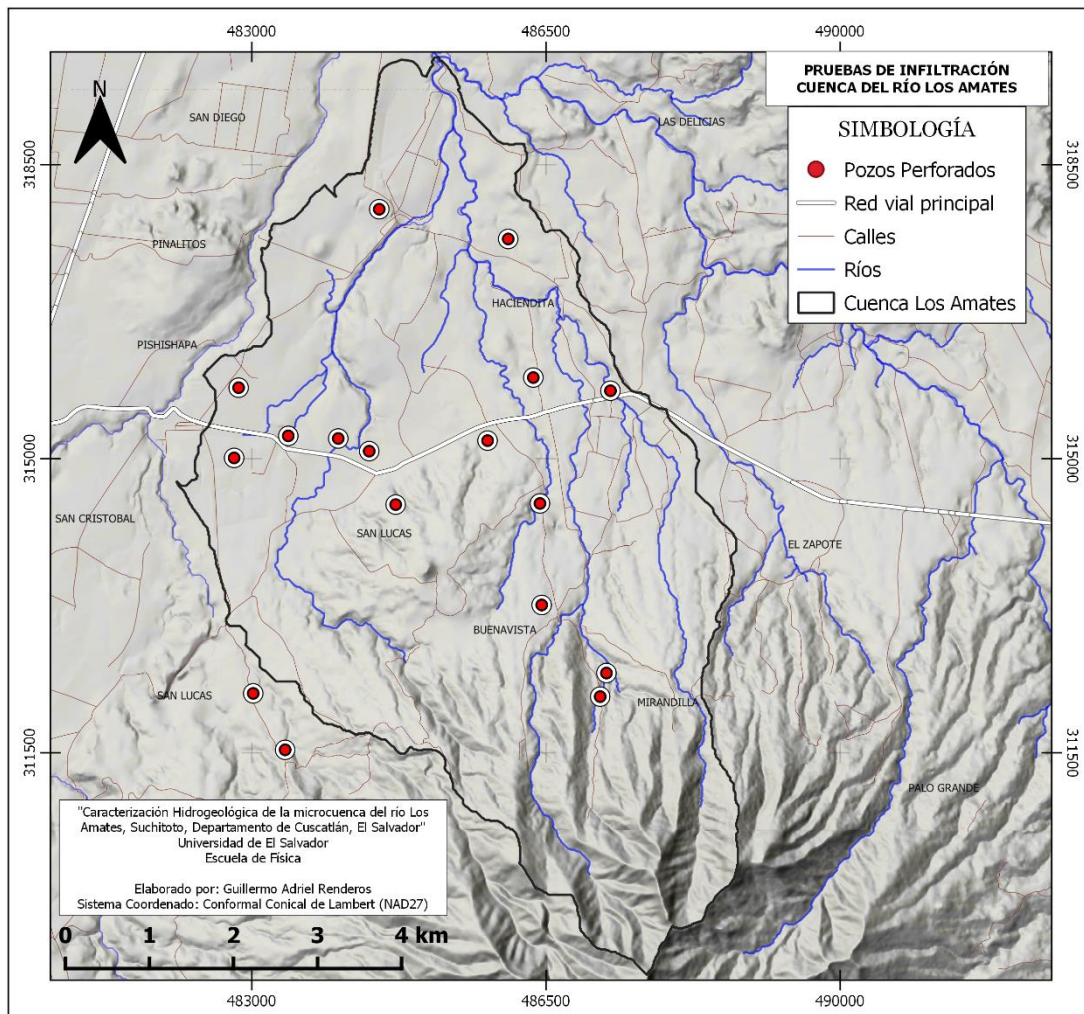 483000
486500
490000
PRUEBAS DE INFILTRACIÓN
CUENCA DEL RÍO LOS AMATES
SIMBOLOGÍA
Pozos Perforados
Red vial principal
Calles
Ríos
Cuenca Los Amates
N
SAN DIEGO
LAS DELICIAS
318500
318500
PINALITOS
HACIENDITA
PISHISHAPA
315000
315000
SAN CRISTOBAL
SAN LUCAS
EL ZAPOTE
BUENAVISTA
SAN LUCAS
MIRANDILLA
311500
311500
PALO GRANDE
"Caracterización Hidrogeológica de la microcuenca del río Los
Amates, Suchitoto, Departamento de Cuscatlán, El Salvador"
Universidad de El Salvador
Escuela de Física
Elaborado por: Guillermo Adriel Renderos
Sistema Coordenado: Conformal Conical de Lambert (NAD27)
0 1 2 3 4 km
483000
486500
490000